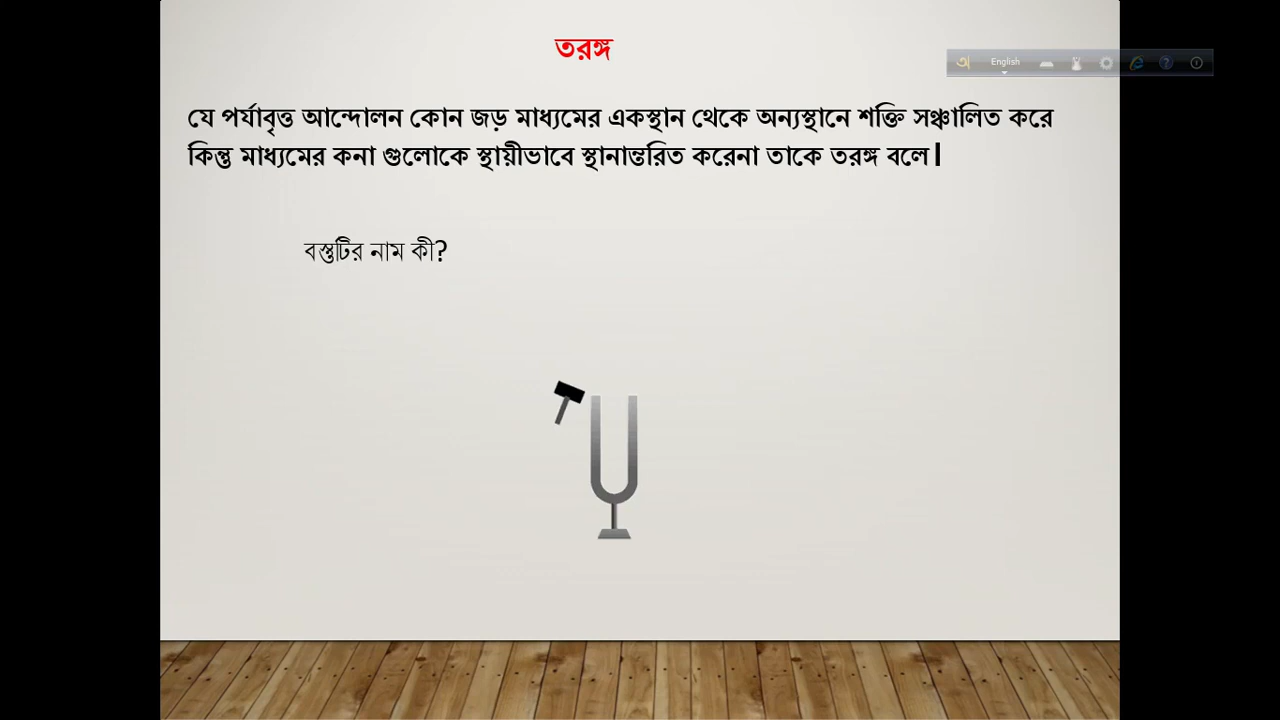 তরঙ্গ
English
যে পর্যাবৃত্ত আন্দোলন কোন জড় মাধ্যমের একস্থান থেকে অন্যস্থানে শক্তি সঞ্চালিত করে
কিন্তু মাধ্যমের কনা গুলোকে স্থায়ীভাবে স্থানান্তরিত করেনা তাকে তরঙ্গ বলে।
বস্তুটির নাম কী?